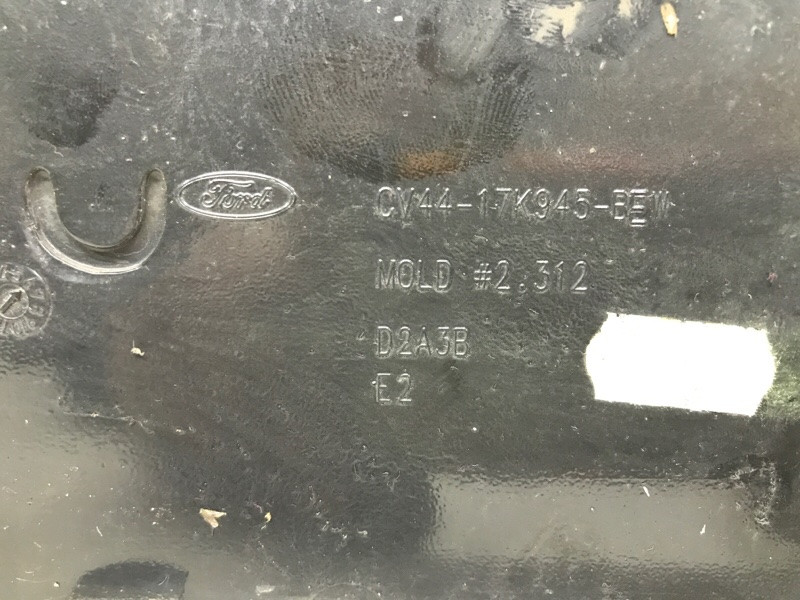 Ford
CV44-17K945-BEW
MOLD #2.312
D2A3B
E2